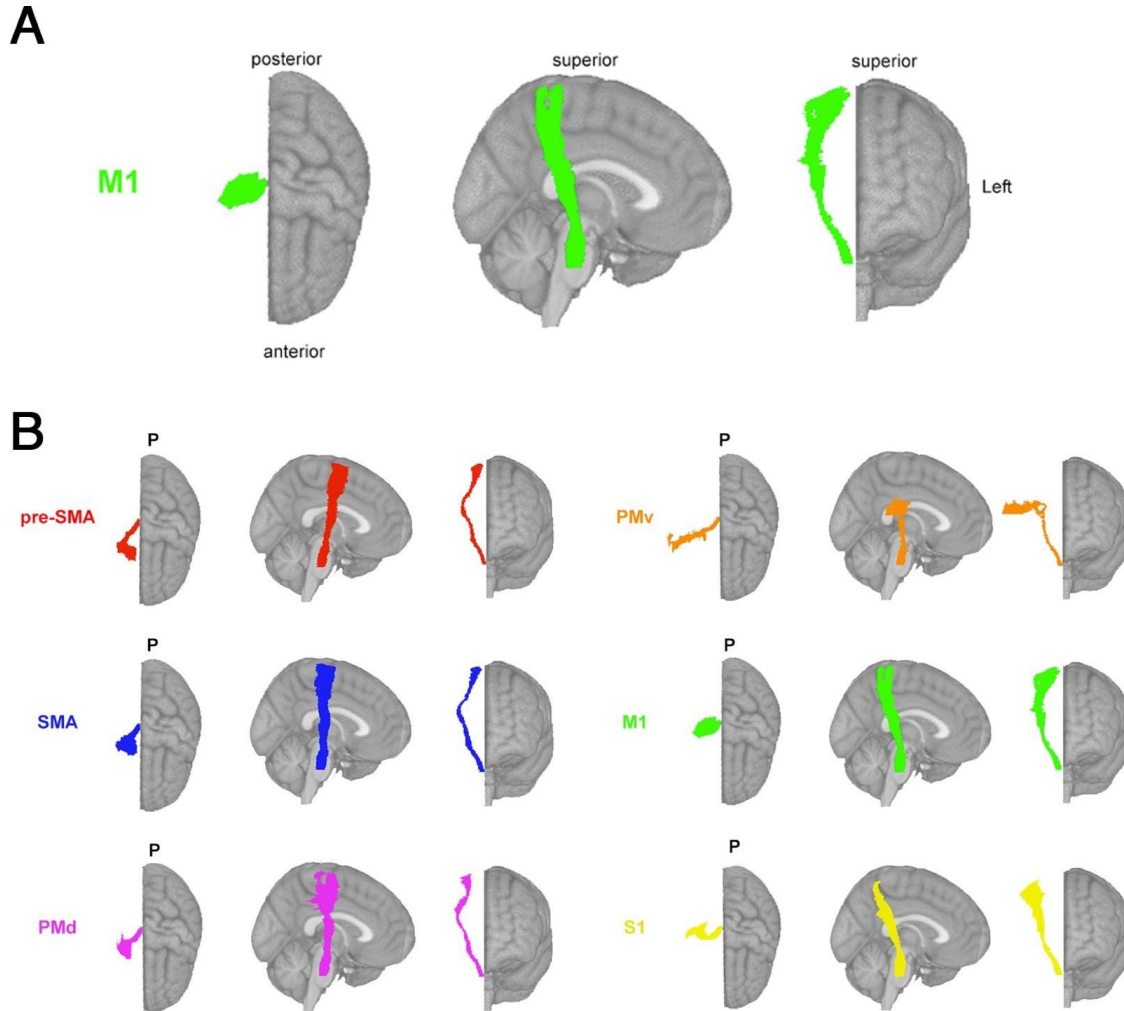 A
posterior
superior
superior
M1
Left
anterior
B
P
P
pre-SMA
PMv
P
P
SMA
M1
P
P
PMd
S1